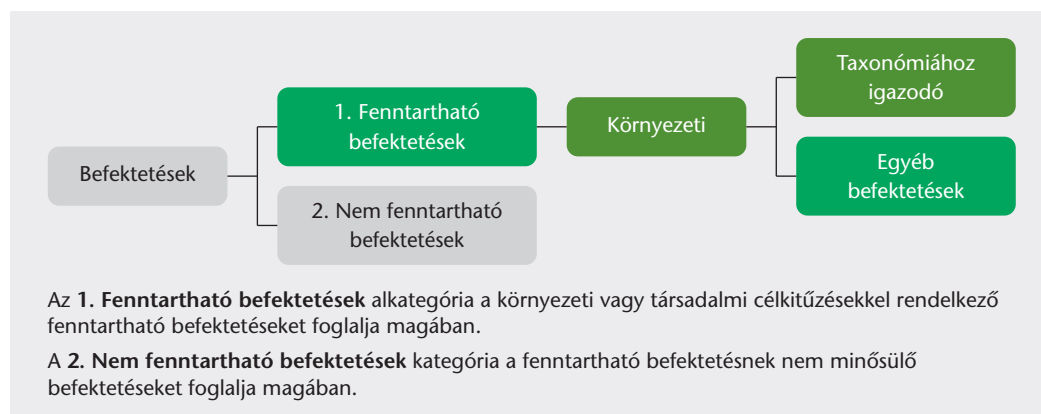 Befektetések
1. Fenntartható
befektetések
2. Nem fenntartható
befektetések
Környezeti
Taxonómiához
igazodó
Egyéb
befektetések
Az 1. Fenntartható befektetések alkategória a környezeti vagy társadalmi célkitűzésekkel rendelkező
fenntartható befektetéseket foglalja magában.
A 2. Nem fenntartható befektetések kategória a fenntartható befektetésnek nem minősülő
befektetéseket foglalja magában.